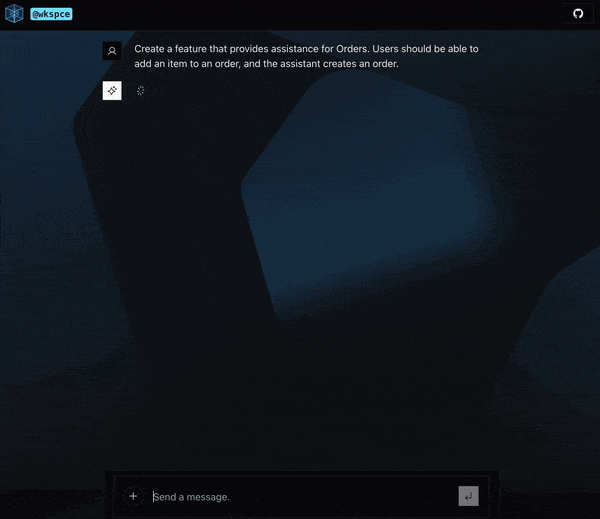 @wkspce
Create a feature that provides assistance for Orders. Users should be able to
add an item to an order, and the assistant creates an order.
Send a message.